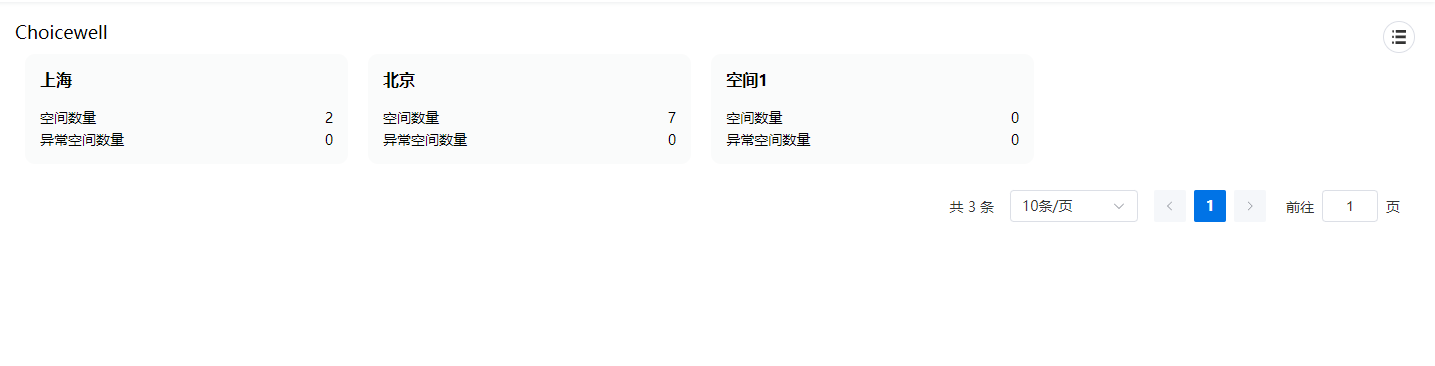 Choicewell
上海 北京 空间1
空间数量 2 空间数量 7 空间数量 0
异常空间数量 0 异常空间数量 0 异常空间数量 0
共 3 条 10条/页 1 前往 1 页